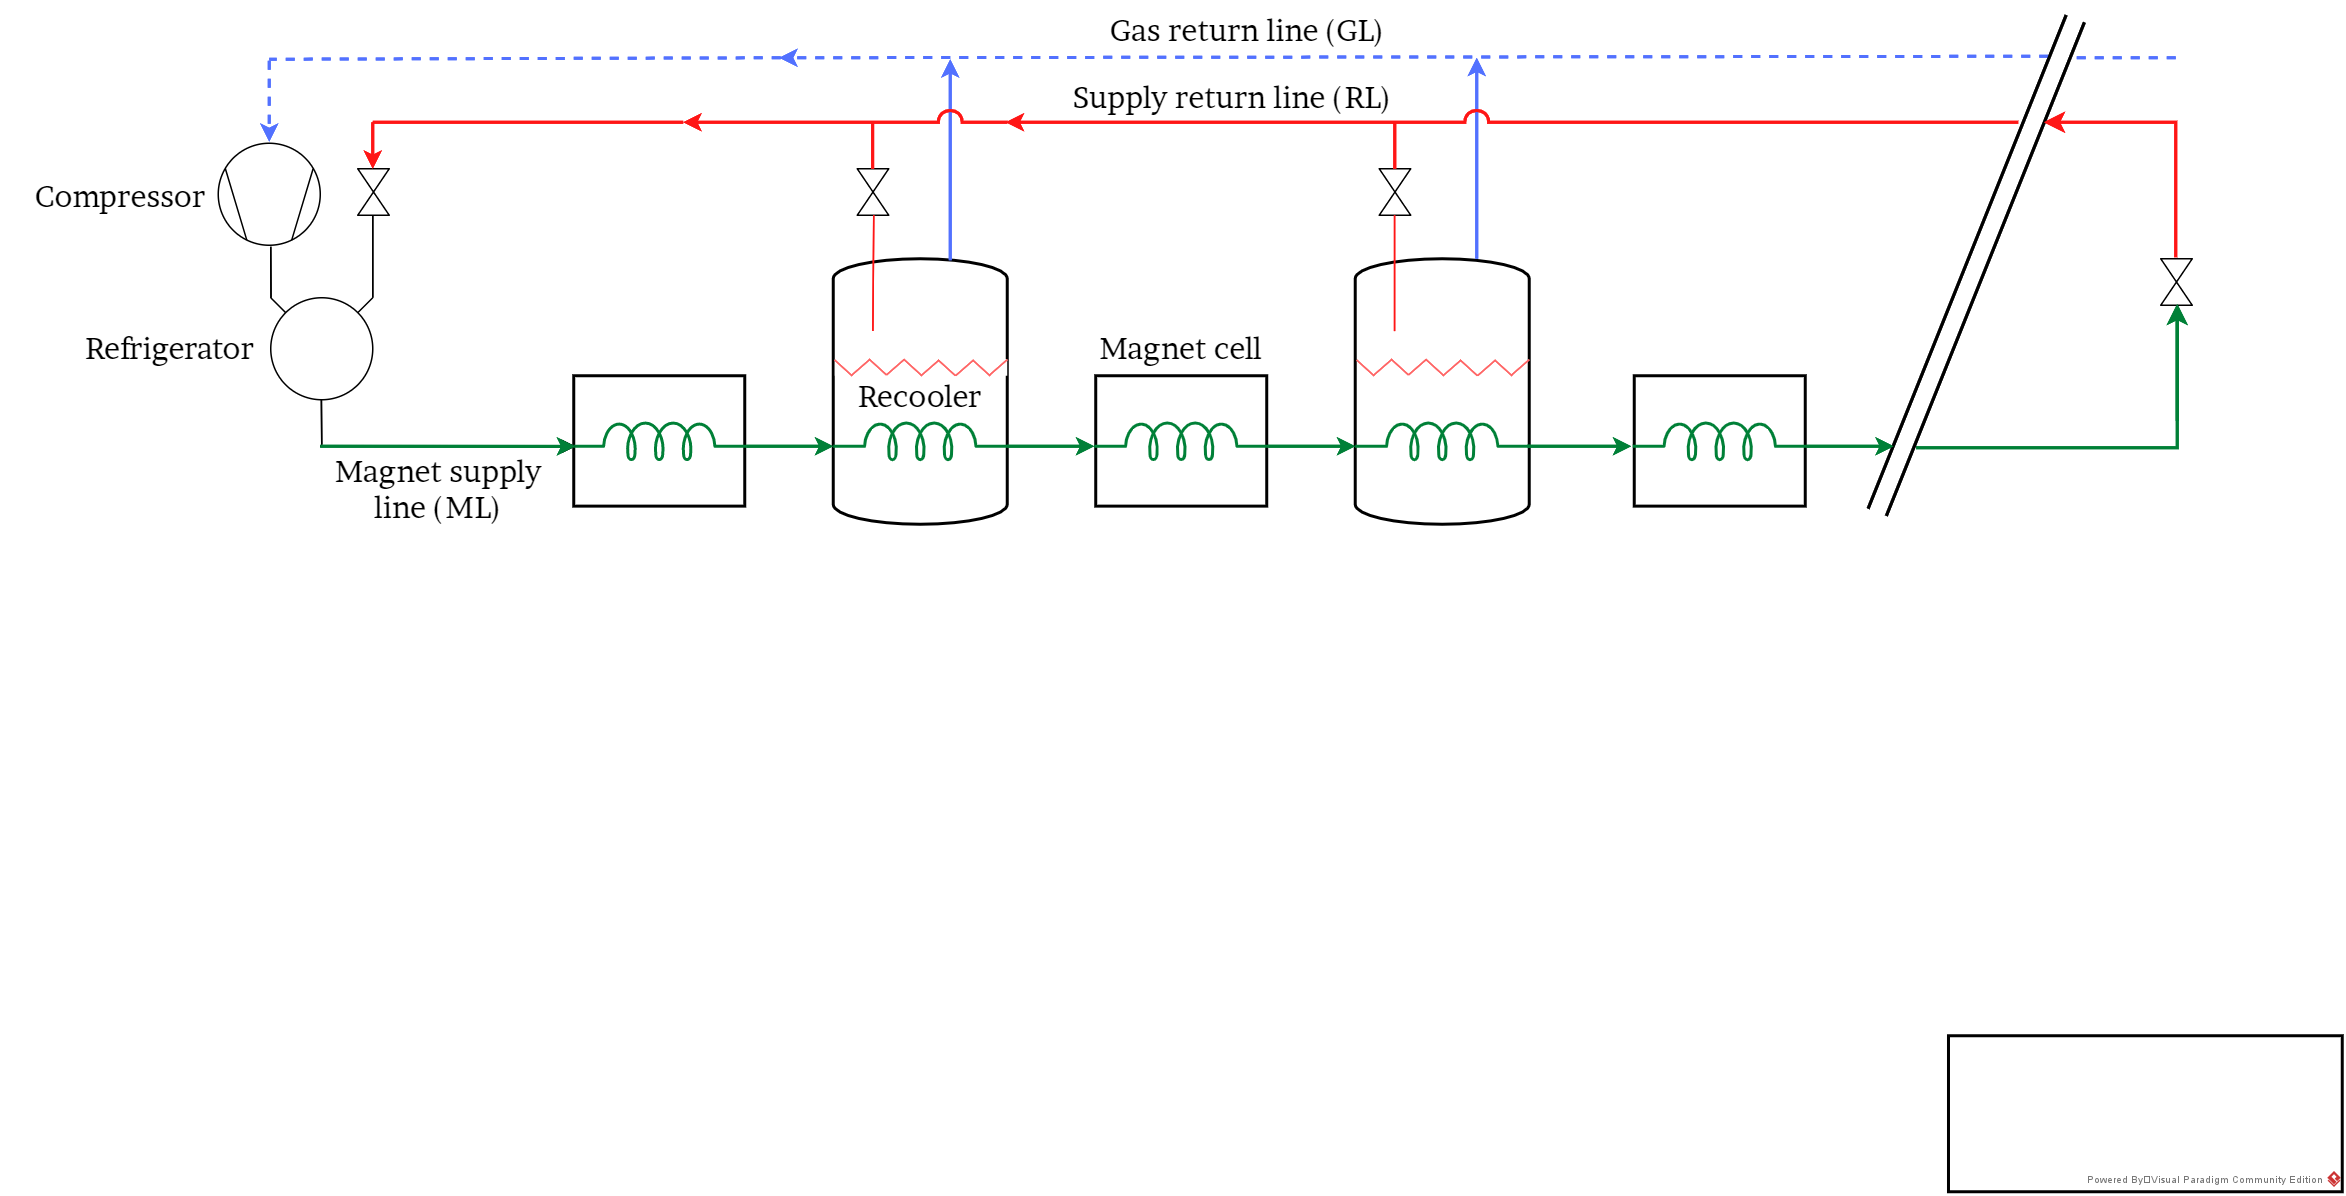 Gas return line (GL)
Supply return line (RL)
Compressor
Refrigerator
Magnet cell
Recooler
Magnet supply
line (ML)
Powered By□Visual Paradigm Community Edition